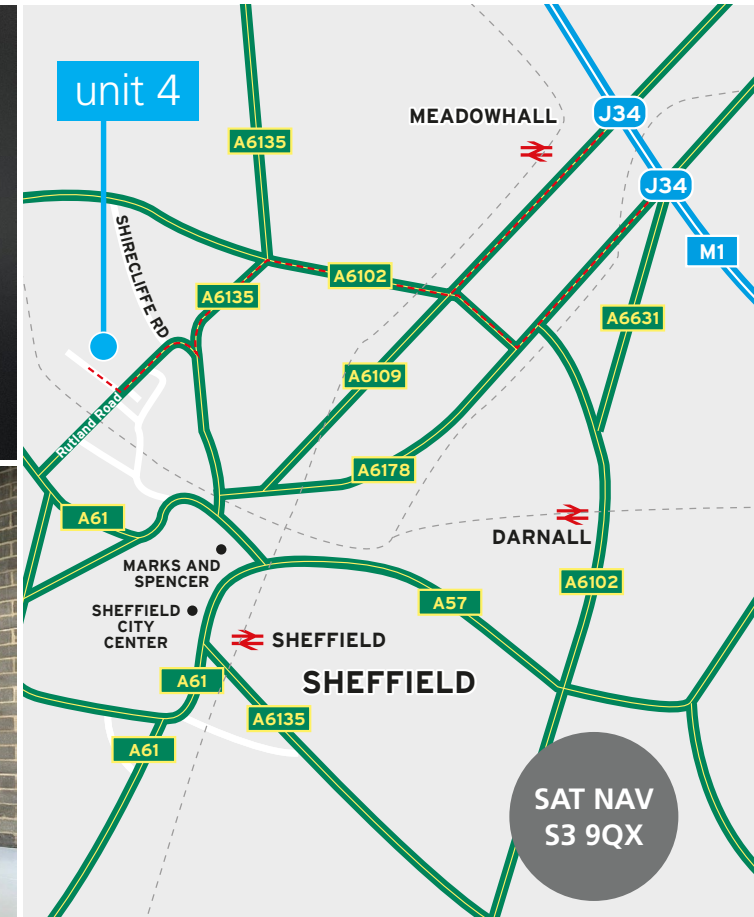 unit 4
J34
MEADOWHALL
A6135
J34
SHIRECLIFFE RD
M1
A6102
A6135
A6631
A6109
Rutland Road
A6178
A61
DARNALL
MARKS AND
SPENCER
A6102
A57
SHEFFIELD
CITY
CENTER
SHEFFIELD
A61
SHEFFIELD
A6135
A61
SAT NAV
S3 9QX